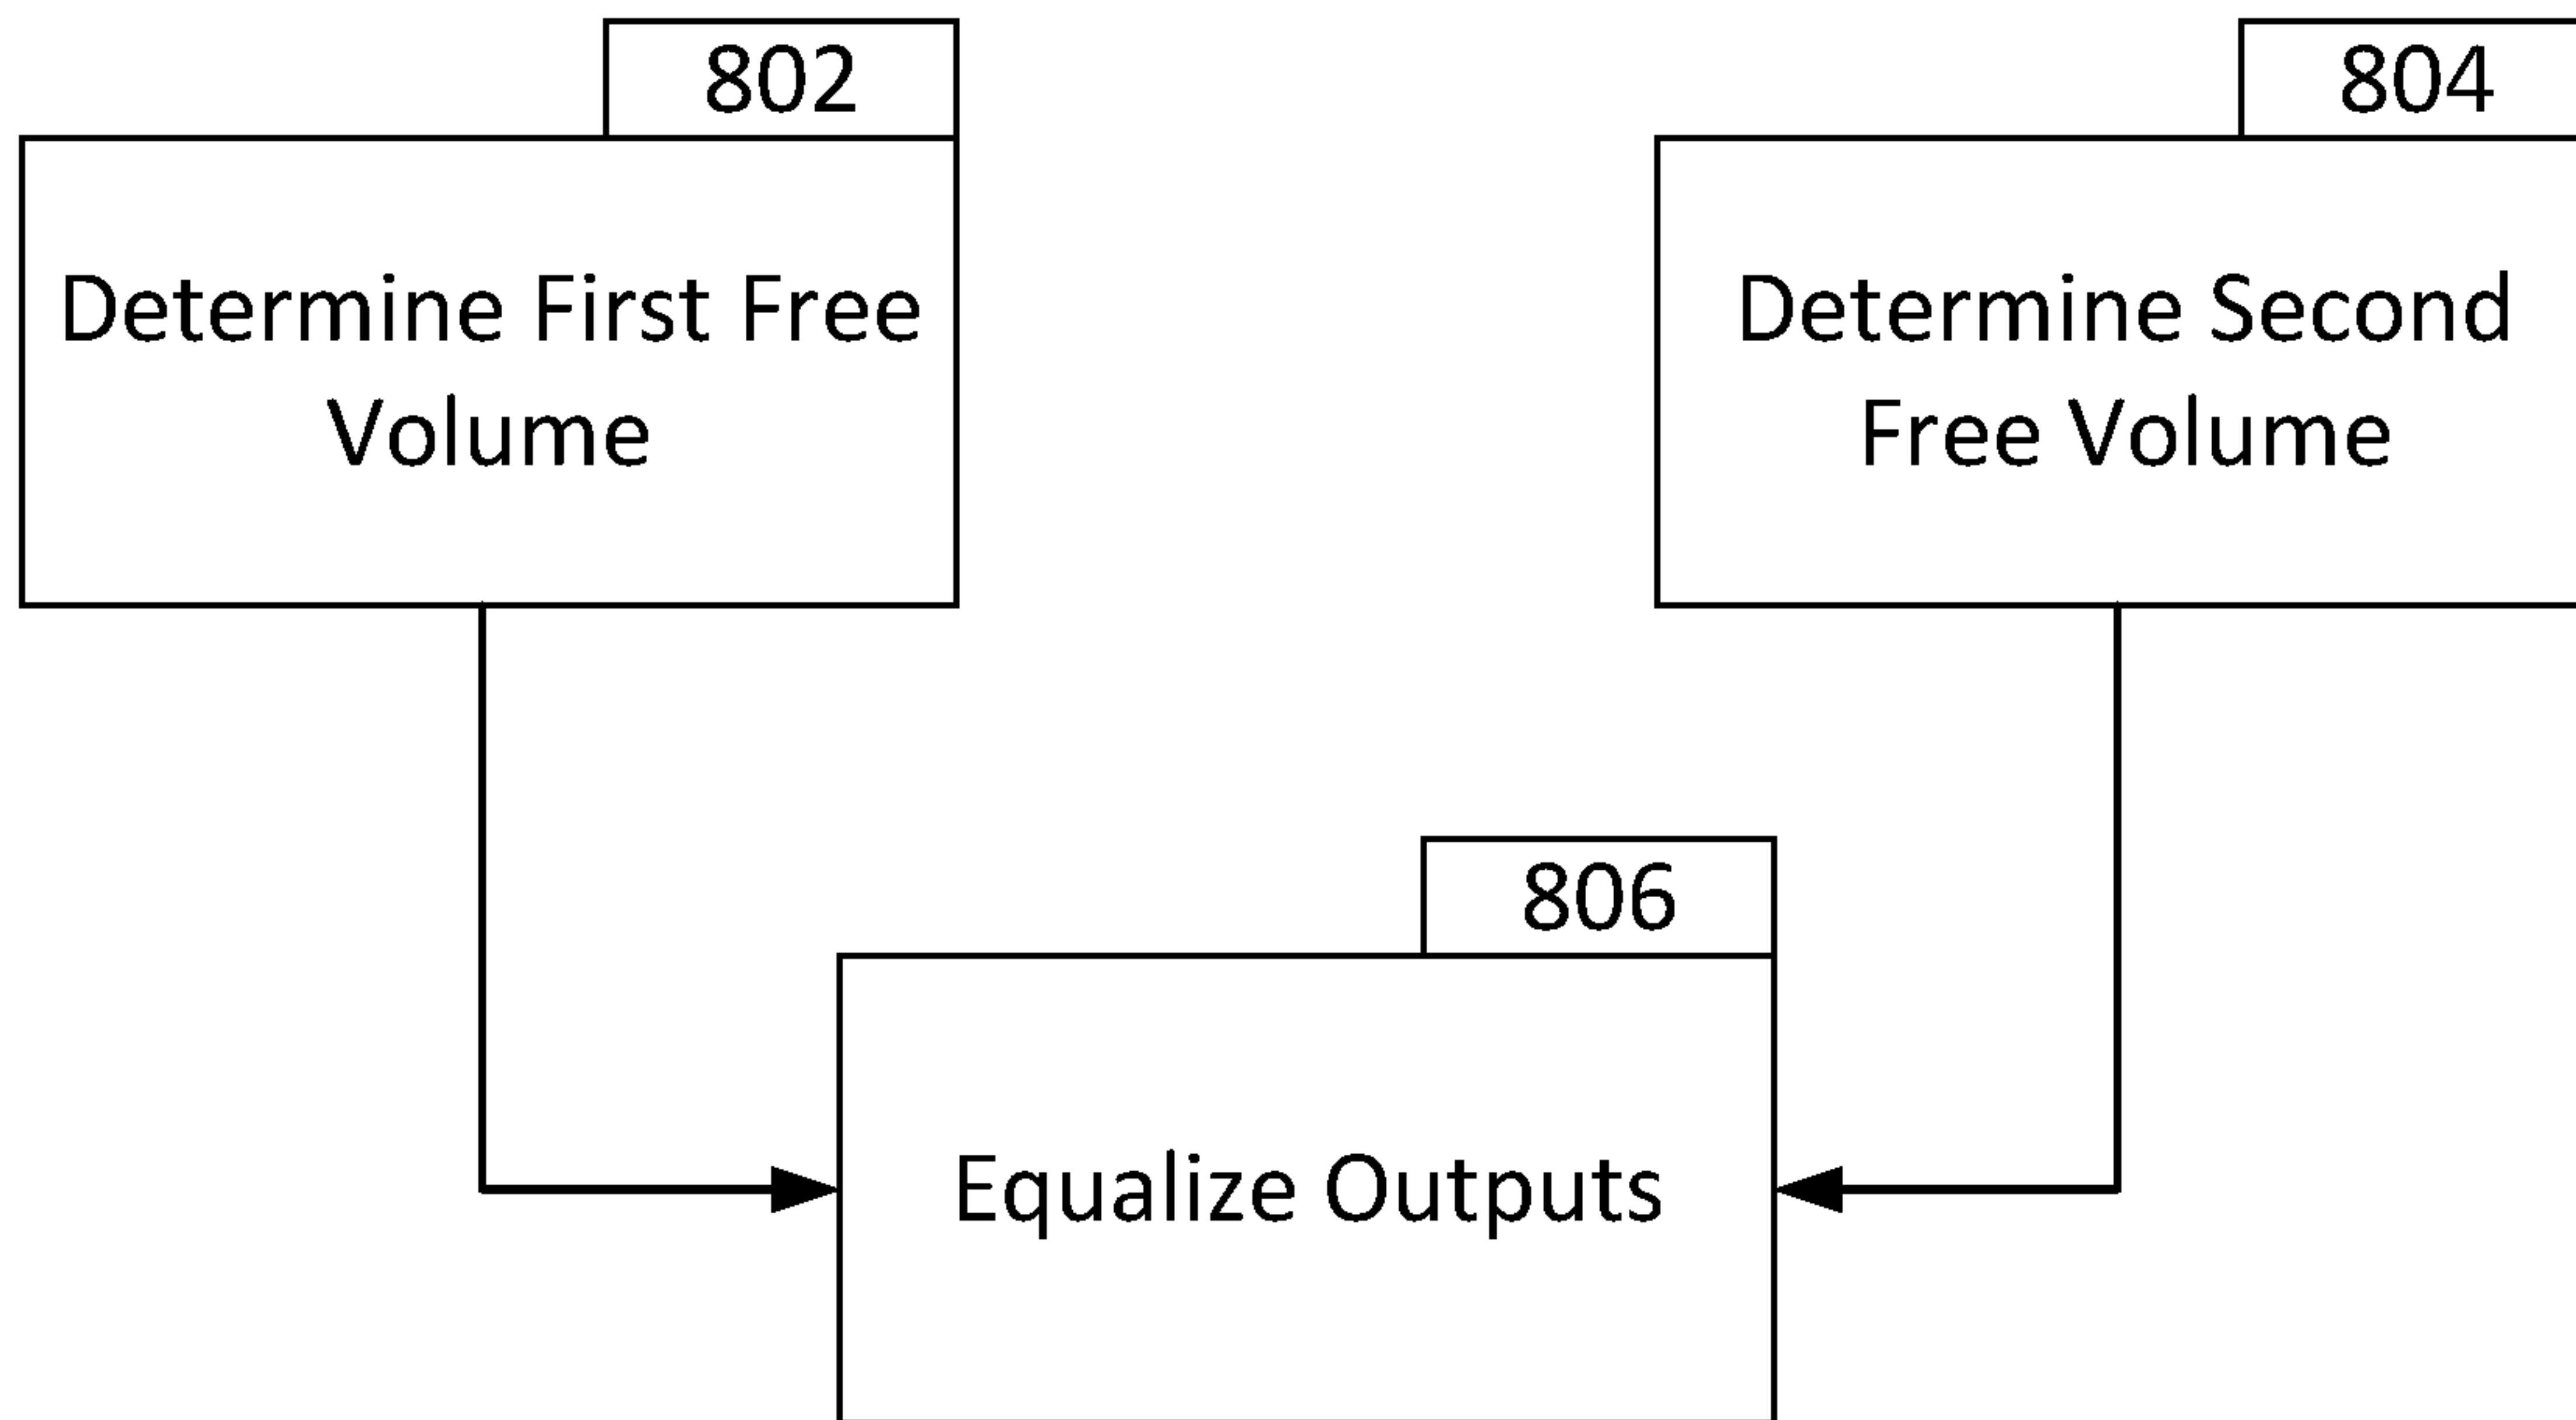 802
Determine First Free
Volume
804
Determine Second
Free Volume
806
Equalize Outputs